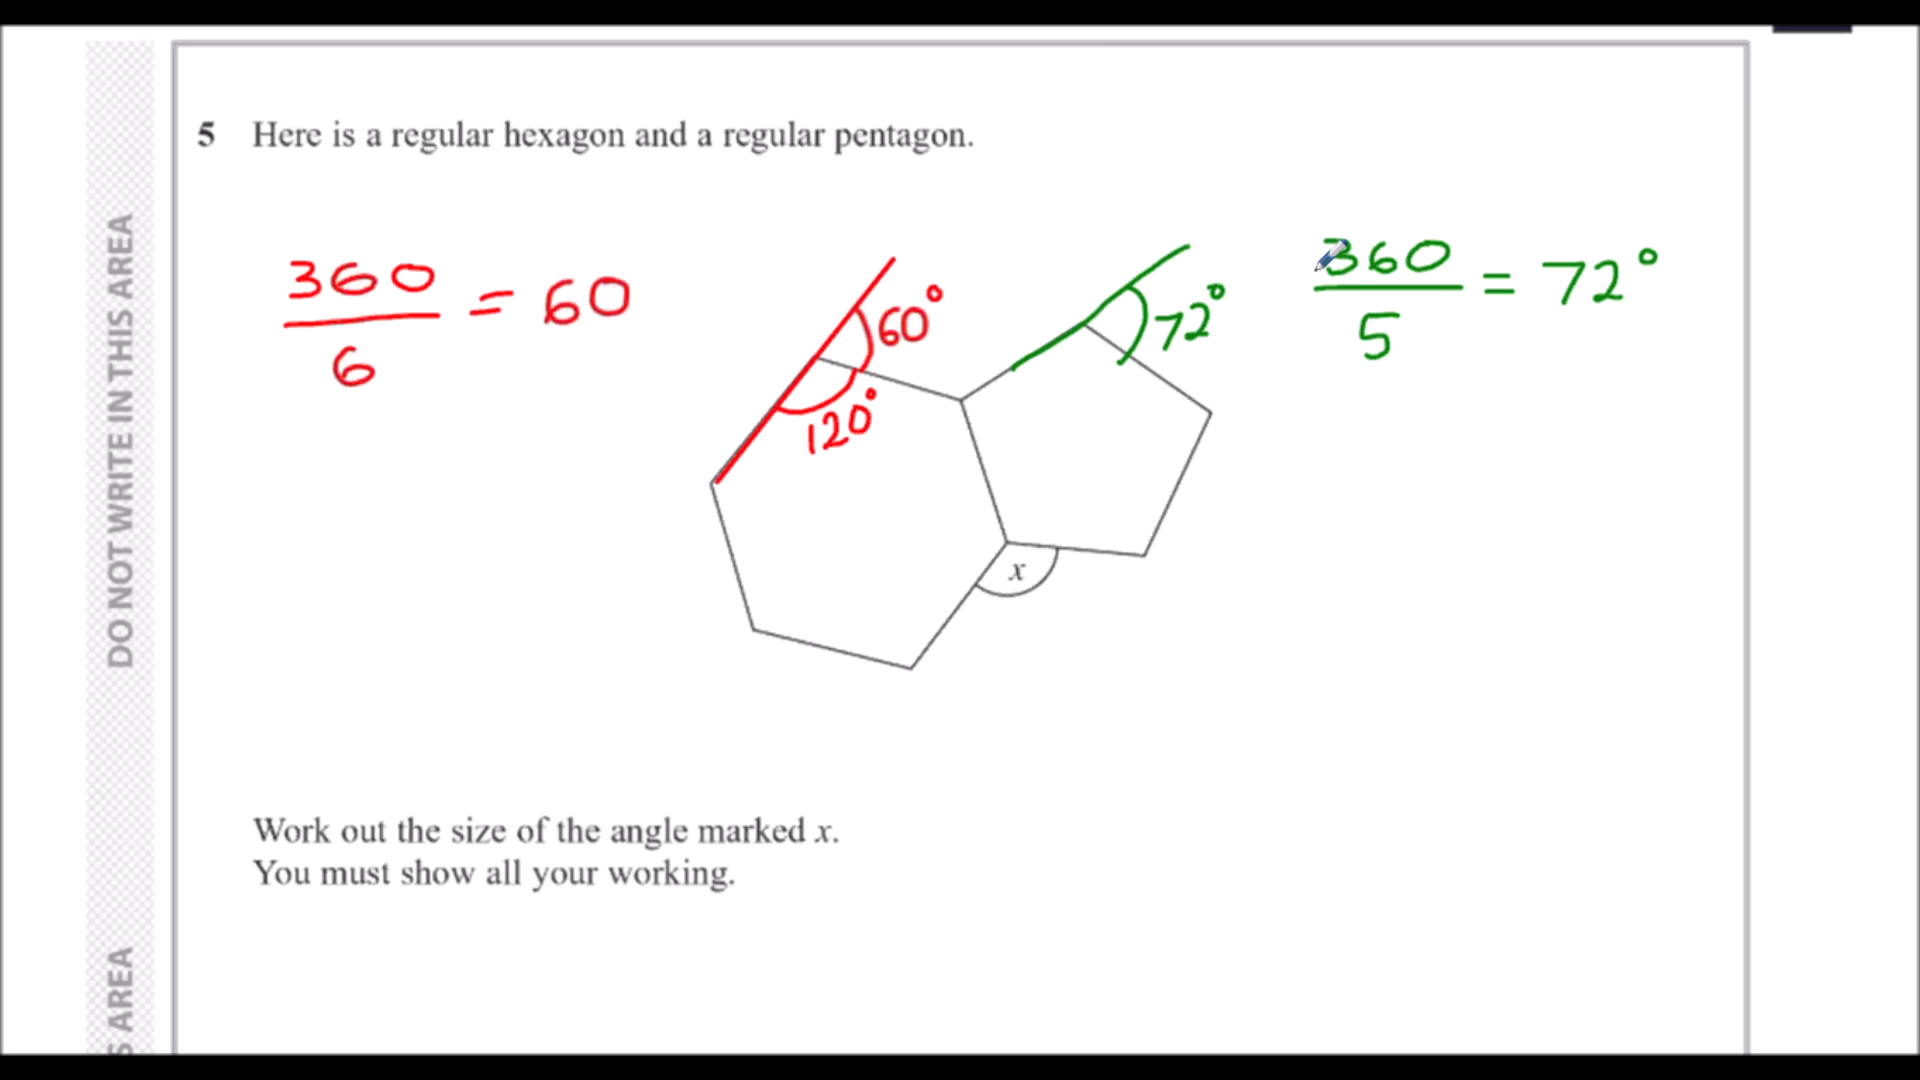 5 Here is a regular hexagon and a regular pentagon.
360
6
= 60
60°
120°
72°
360
5
= 72°
x
Work out the size of the angle marked x.
You must show all your working.
DO NOT WRITE IN THIS AREA
S AREA